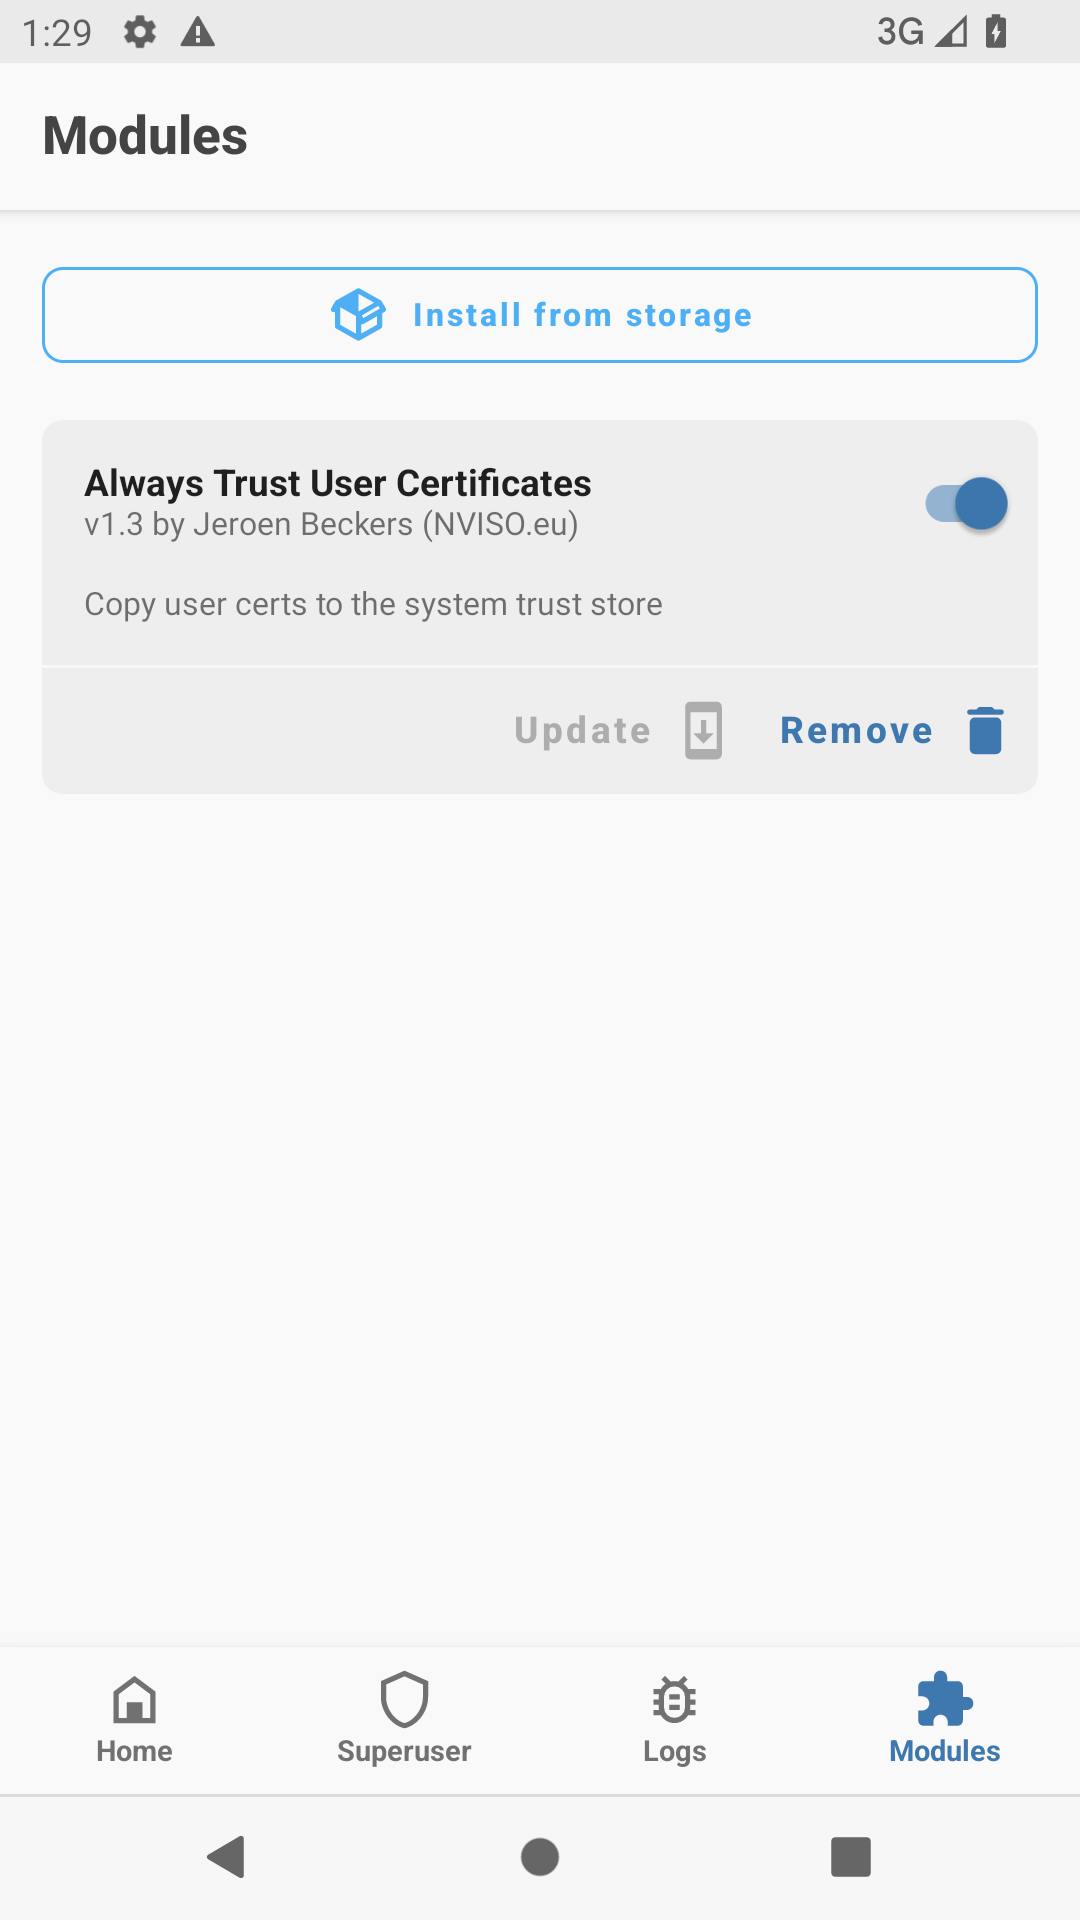 1:29
3G
Modules
Install from storage
Always Trust User Certificates
v1.3 by Jeroen Beckers (NVISO.eu)
Copy user certs to the system trust store
Update
Remove
Home
Superuser
Logs
Modules